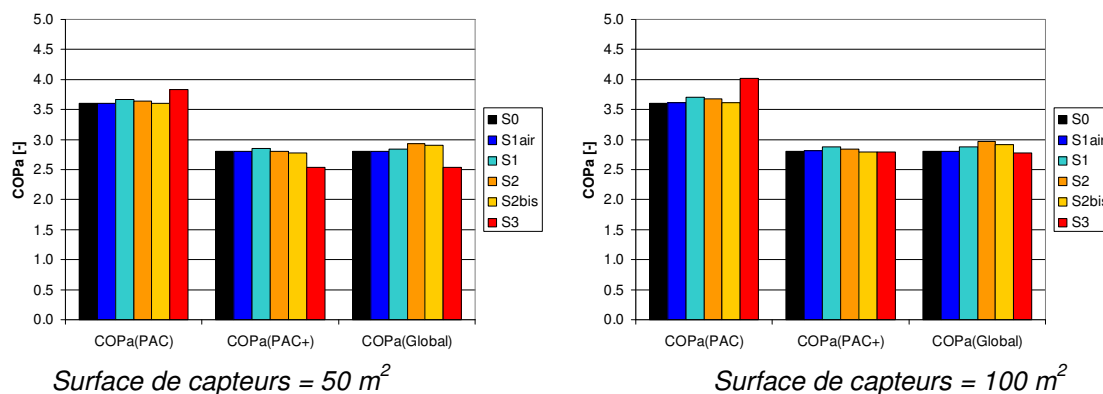 5.0
4.5
4.0
3.5
3.0
2.5
2.0
1.5
1.0
0.5
0.0
COPa [-]
COPa(PAC) COPa(PAC+) COPa(Global)
S0
S1air
S1
S2
S2bis
S3
Surface de capteurs = 50 m²
5.0
4.5
4.0
3.5
3.0
2.5
2.0
1.5
1.0
0.5
0.0
COPa [-]
COPa(PAC) COPa(PAC+) COPa(Global)
S0
S1air
S1
S2
S2bis
S3
Surface de capteurs = 100 m²